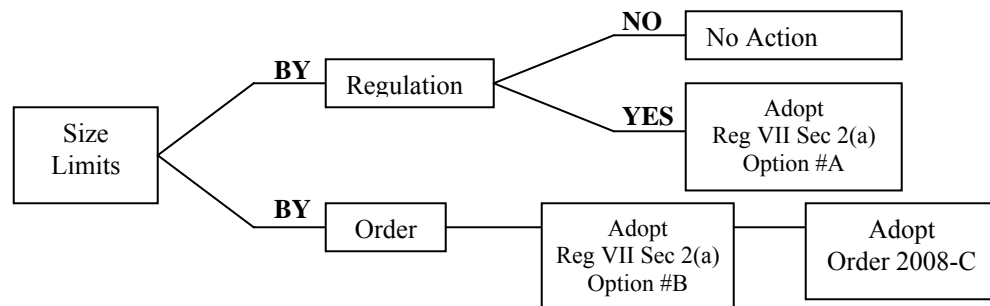 NO
No Action
BY
Regulation
YES
Adopt
Reg VII Sec 2(a)
Option #A
Size
Limits
BY
Order
Adopt
Reg VII Sec 2(a)
Option #B
Adopt
Order 2008-C